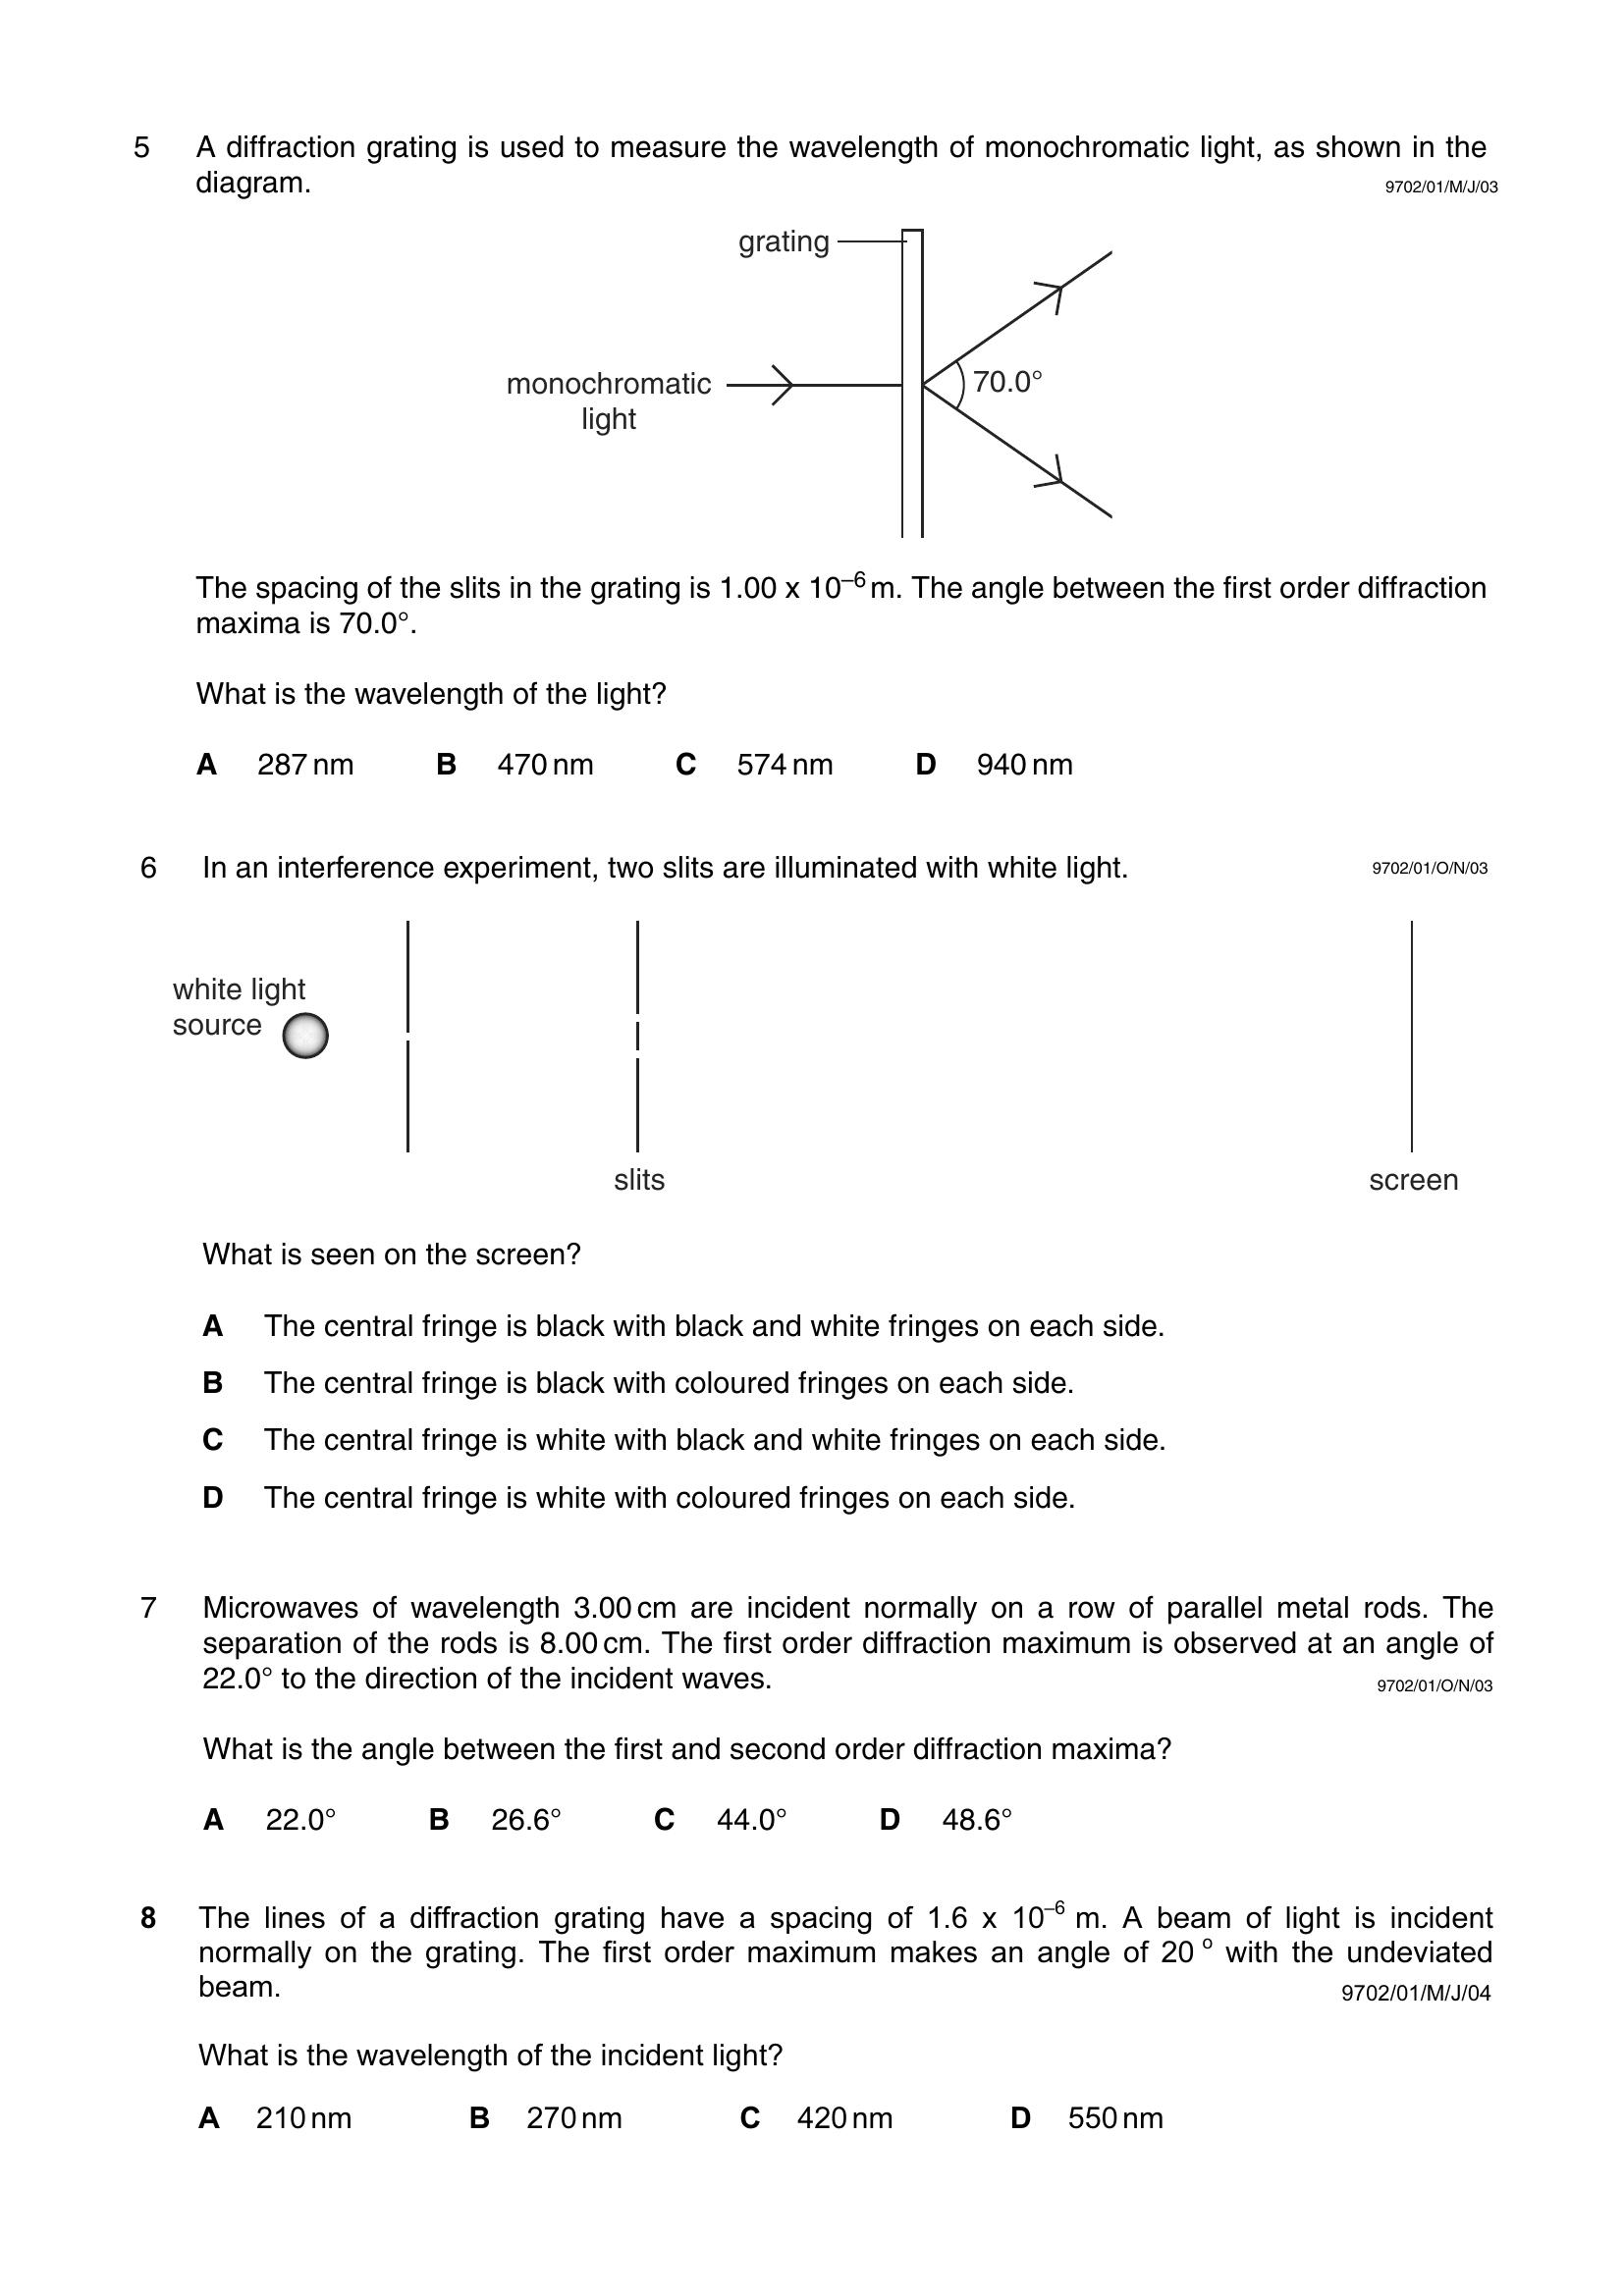 5 A diffraction grating is used to measure the wavelength of monochromatic light, as shown in the
diagram. 9702/01/M/J/03
grating
monochromatic
light
70.0°
The spacing of the slits in the grating is 1.00 x 10⁻⁶ m. The angle between the first order diffraction
maxima is 70.0°.
What is the wavelength of the light?
A 287 nm B 470 nm C 574 nm D 940 nm
6 In an interference experiment, two slits are illuminated with white light. 9702/01/O/N/03
white light
source
slits screen
What is seen on the screen?
A The central fringe is black with black and white fringes on each side.
B The central fringe is black with coloured fringes on each side.
C The central fringe is white with black and white fringes on each side.
D The central fringe is white with coloured fringes on each side.
7 Microwaves of wavelength 3.00 cm are incident normally on a row of parallel metal rods. The
separation of the rods is 8.00 cm. The first order diffraction maximum is observed at an angle of
22.0° to the direction of the incident waves. 9702/01/O/N/03
What is the angle between the first and second order diffraction maxima?
A 22.0° B 26.6° C 44.0° D 48.6°
8 The lines of a diffraction grating have a spacing of 1.6 x 10⁻⁶ m. A beam of light is incident
normally on the grating. The first order maximum makes an angle of 20 ° with the undeviated
beam. 9702/01/M/J/04
What is the wavelength of the incident light?
A 210 nm B 270 nm C 420 nm D 550 nm